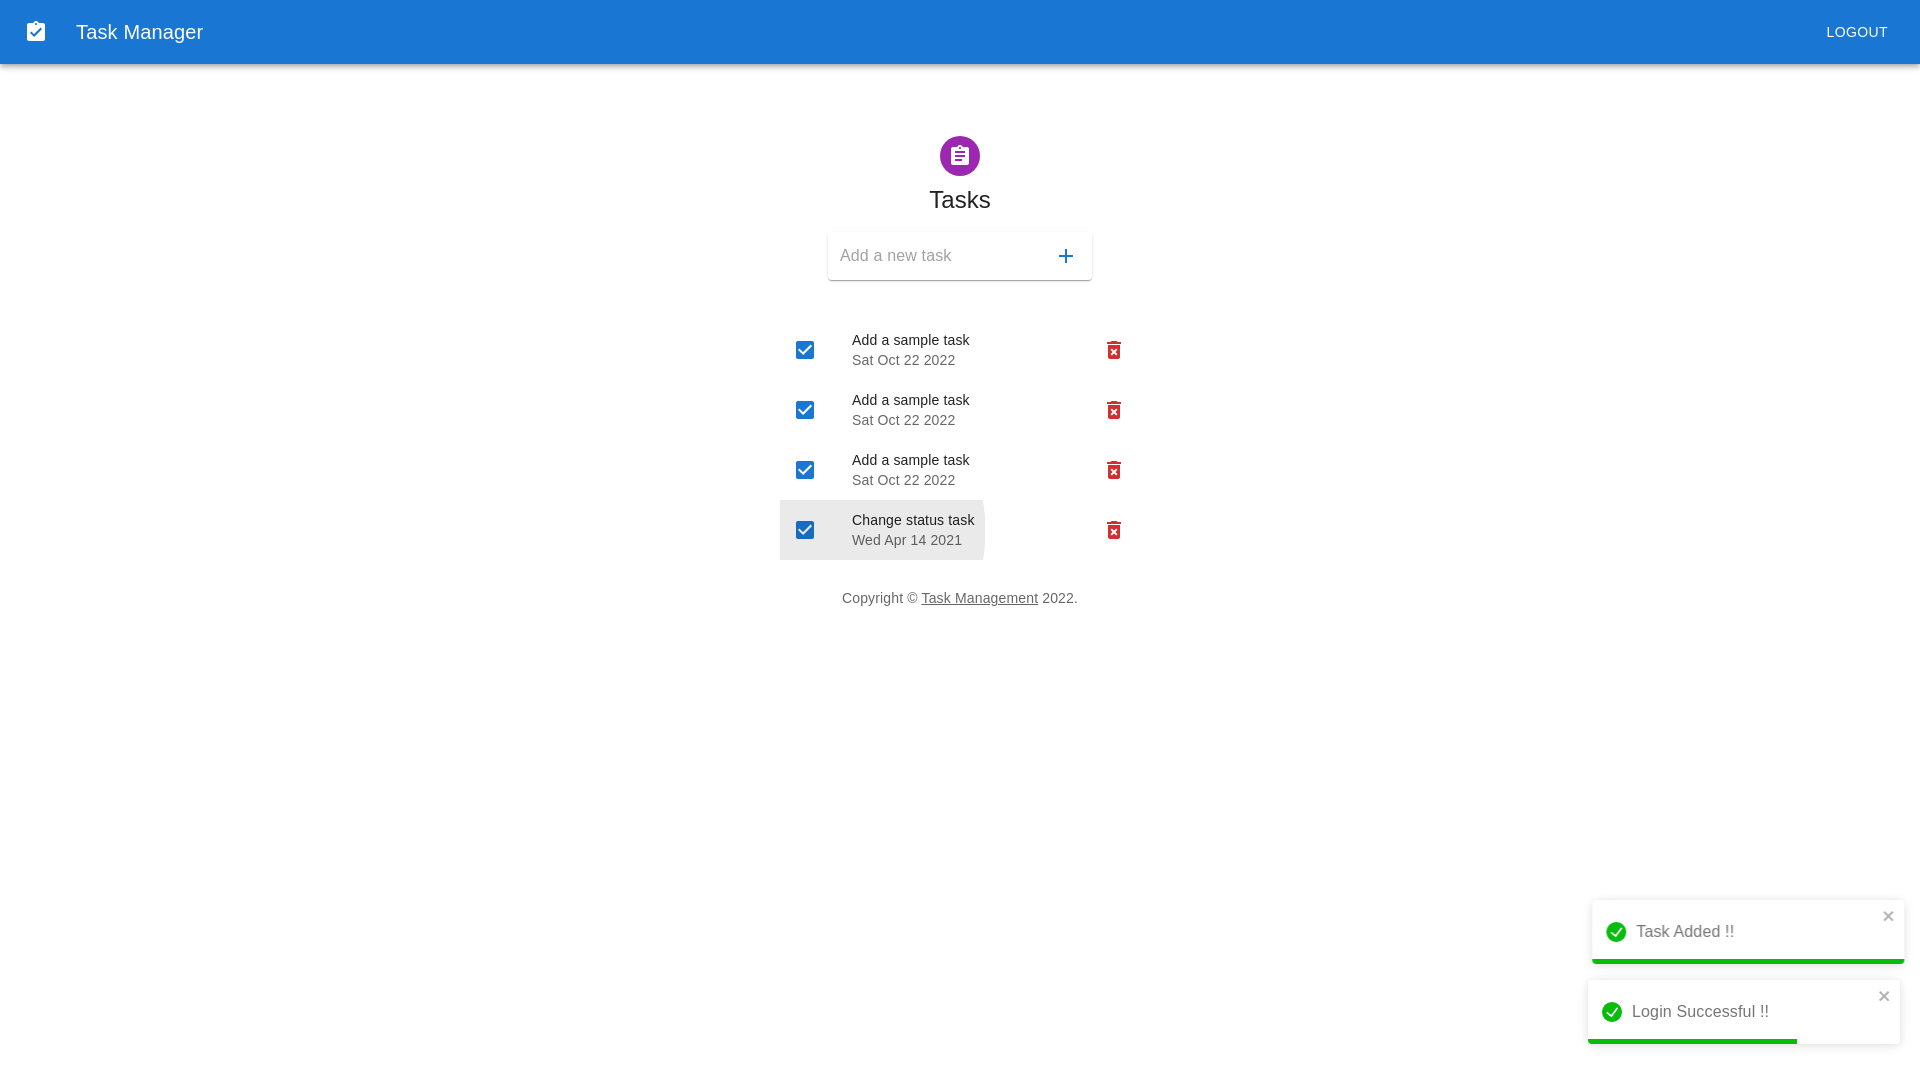 Task Manager
LOGOUT
Tasks
Add a new task
Add a sample task
Sat Oct 22 2022
Add a sample task
Sat Oct 22 2022
Add a sample task
Sat Oct 22 2022
Change status task
Wed Apr 14 2021
Copyright © Task Management 2022.
Task Added !!
Login Successful !!